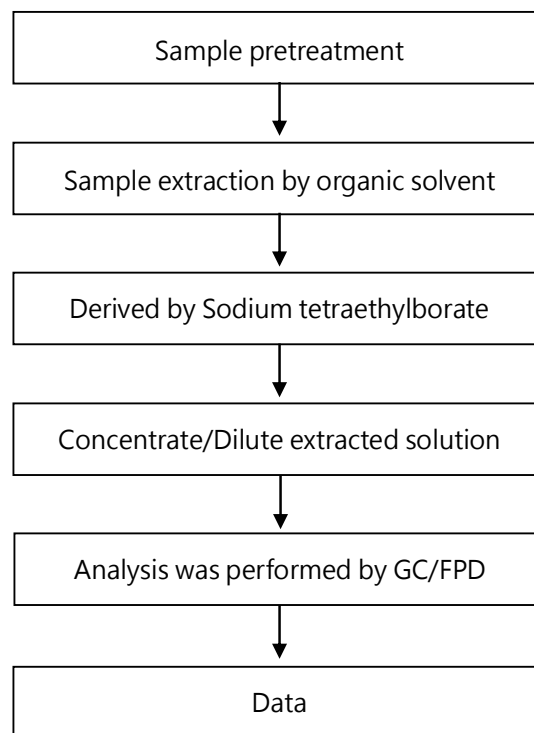 Sample pretreatment
Sample extraction by organic solvent
Derived by Sodium tetraethylborate
Concentrate/Dilute extracted solution
Analysis was performed by GC/FPD
Data